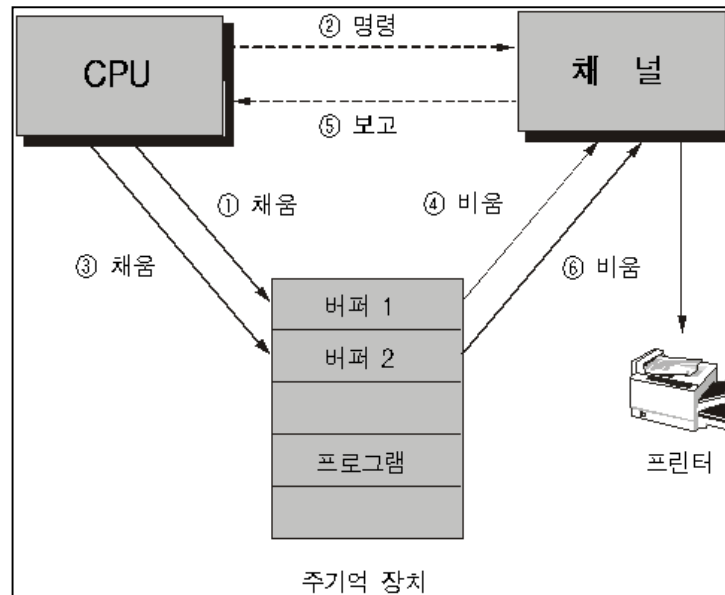 ② 명령
CPU
채 널
⑤ 보고
① 채움
④ 비움
③ 채움
⑥ 비움
버퍼 1
버퍼 2
프로그램
프린터
주기억 장치